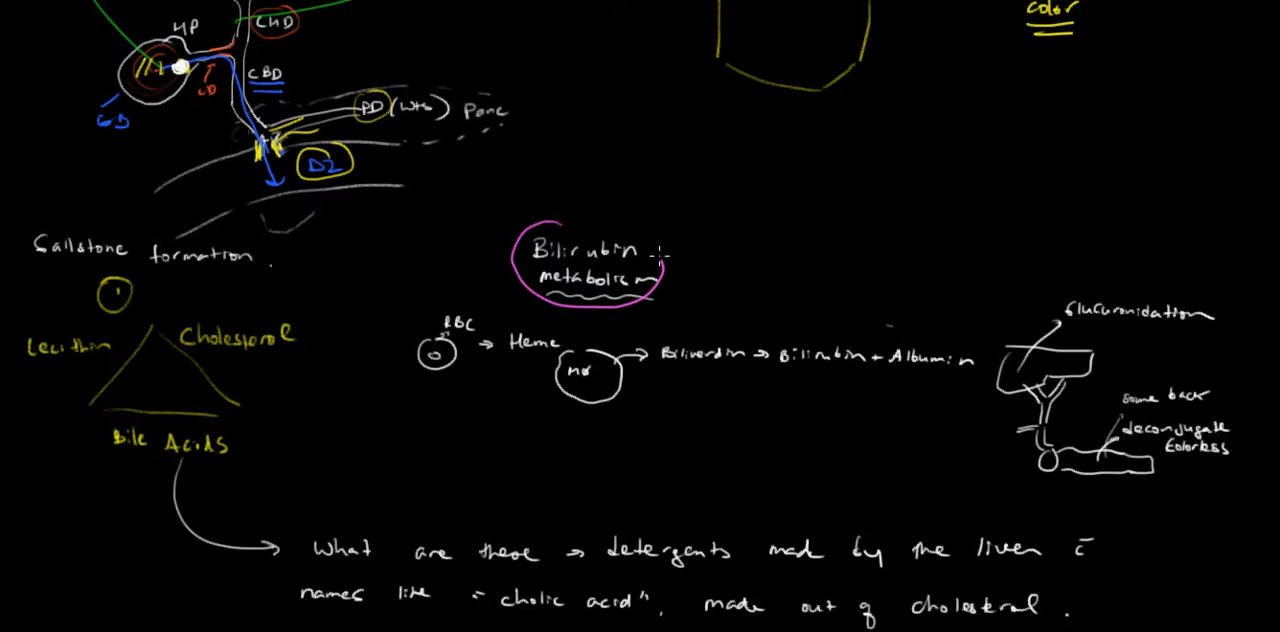 color
HP
CHD
CBD
PD (Wts) Panc
GB
D2
Gallstone formation.
Bilirubin
metabolism
Lecithin
Cholesterol
Bile Acids
RBC
Heme
MΦ
Biliverdin → Bilirubin + Albumin
Glucuronidation
some back
deconjugate
Colorless
What are these → detergents made by the liver c̄
names like "cholic acid", made out of cholesterol.